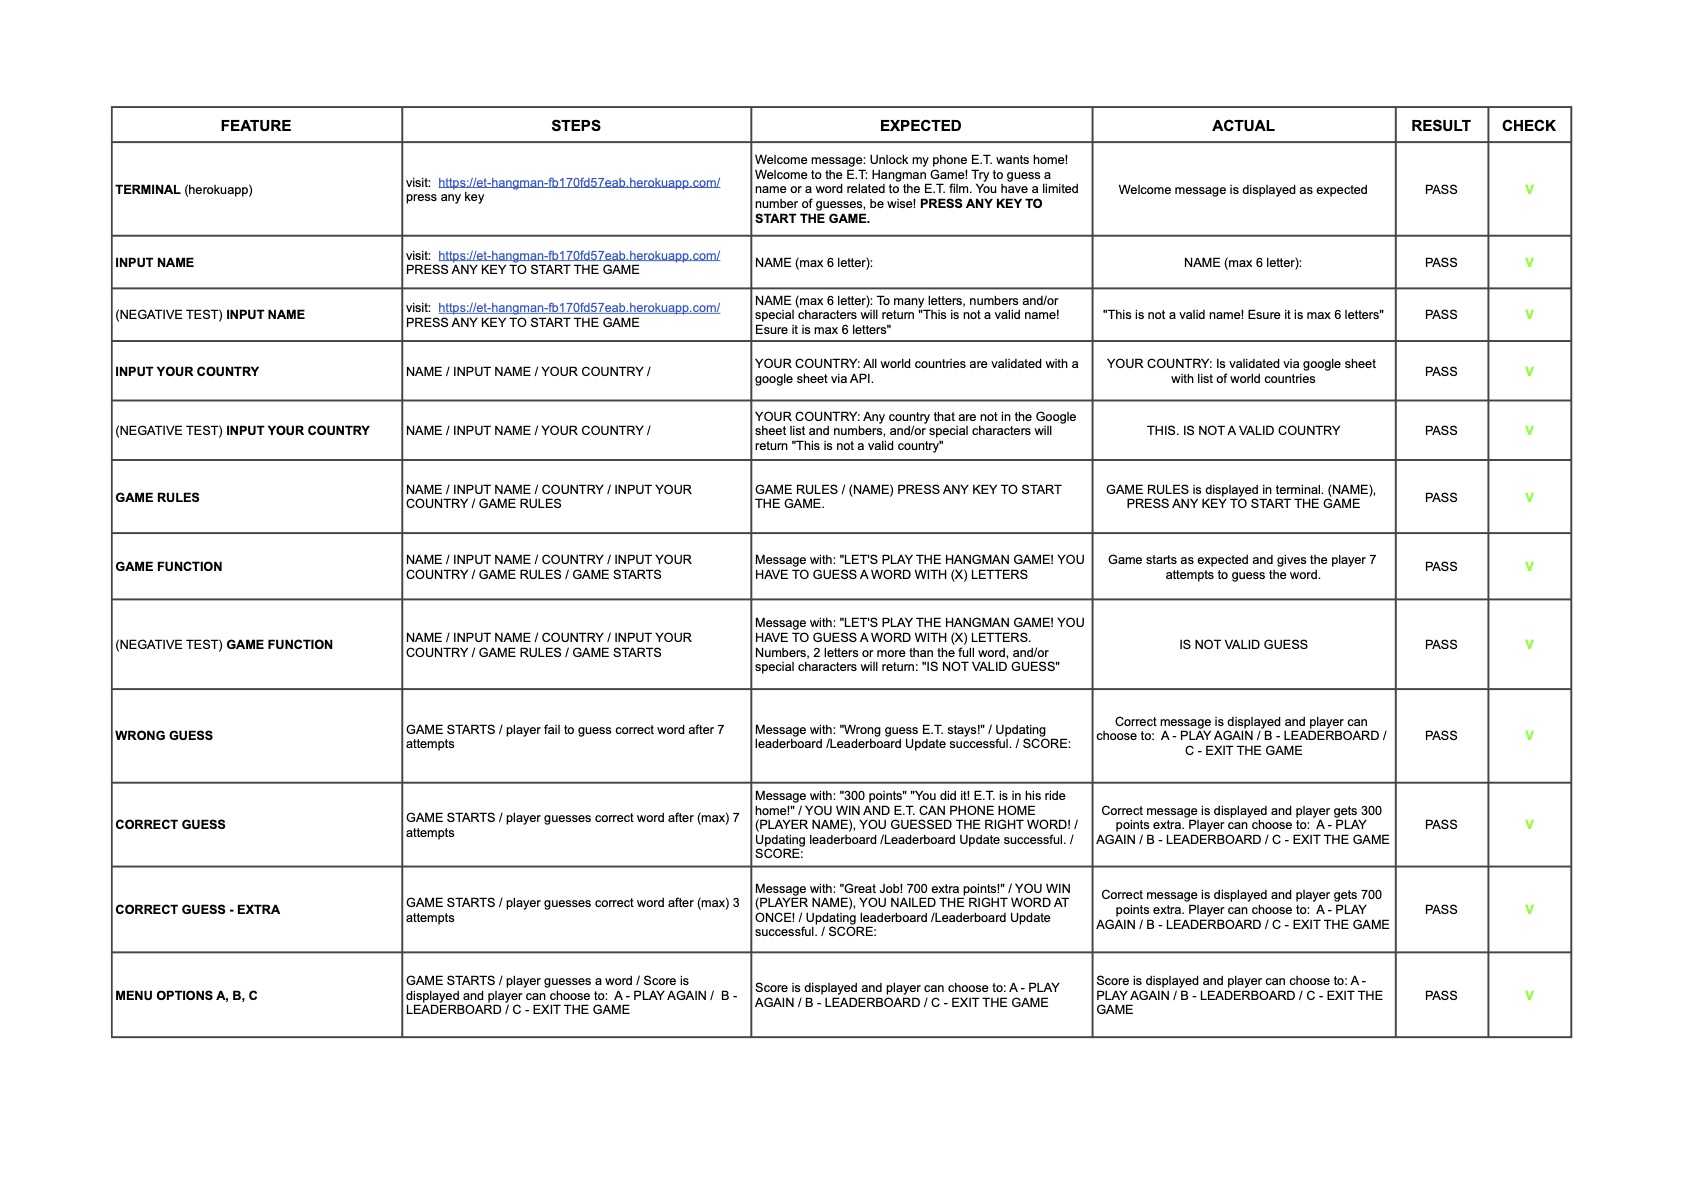 FEATURE STEPS EXPECTED ACTUAL RESULT CHECK
TERMINAL (herokuapp)
visit: https://et-hangman-fb170fd57eab.herokuapp.com/
press any key
Welcome message: Unlock my phone E.T. wants home!
Welcome to the E.T: Hangman Game! Try to guess a
name or a word related to the E.T. film. You have a limited
number of guesses, be wise! PRESS ANY KEY TO
START THE GAME.
Welcome message is displayed as expected
PASS
V
INPUT NAME
visit: https://et-hangman-fb170fd57eab.herokuapp.com/
PRESS ANY KEY TO START THE GAME
NAME (max 6 letter):
NAME (max 6 letter):
PASS
V
(NEGATIVE TEST) INPUT NAME
visit: https://et-hangman-fb170fd57eab.herokuapp.com/
PRESS ANY KEY TO START THE GAME
NAME (max 6 letter): To many letters, numbers and/or
special characters will return "This is not a valid name!
Esure it is max 6 letters"
"This is not a valid name! Esure it is max 6 letters"
PASS
V
INPUT YOUR COUNTRY
NAME / INPUT NAME / YOUR COUNTRY /
YOUR COUNTRY: All world countries are validated with a
google sheet via API.
YOUR COUNTRY: Is validated via google sheet
with list of world countries
PASS
V
(NEGATIVE TEST) INPUT YOUR COUNTRY
NAME / INPUT NAME / YOUR COUNTRY /
YOUR COUNTRY: Any country that are not in the Google
sheet list and numbers, and/or special characters will
return "This is not a valid country"
THIS. IS NOT A VALID COUNTRY
PASS
V
GAME RULES
NAME / INPUT NAME / COUNTRY / INPUT YOUR
COUNTRY / GAME RULES
GAME RULES / (NAME) PRESS ANY KEY TO START
THE GAME.
GAME RULES is displayed in terminal. (NAME),
PRESS ANY KEY TO START THE GAME
PASS
V
GAME FUNCTION
NAME / INPUT NAME / COUNTRY / INPUT YOUR
COUNTRY / GAME RULES / GAME STARTS
Message with: "LET'S PLAY THE HANGMAN GAME! YOU
HAVE TO GUESS A WORD WITH (X) LETTERS
Game starts as expected and gives the player 7
attempts to guess the word.
PASS
V
(NEGATIVE TEST) GAME FUNCTION
NAME / INPUT NAME / COUNTRY / INPUT YOUR
COUNTRY / GAME RULES / GAME STARTS
Message with: "LET'S PLAY THE HANGMAN GAME! YOU
HAVE TO GUESS A WORD WITH (X) LETTERS.
Numbers, 2 letters or more than the full word, and/or
special characters will return: "IS NOT VALID GUESS"
IS NOT VALID GUESS
PASS
V
WRONG GUESS
GAME STARTS / player fail to guess correct word after 7
attempts
Message with: "Wrong guess E.T. stays!" / Updating
leaderboard /Leaderboard Update successful. / SCORE:
Correct message is displayed and player can
choose to: A - PLAY AGAIN / B - LEADERBOARD /
C - EXIT THE GAME
PASS
V
CORRECT GUESS
GAME STARTS / player guesses correct word after (max) 7
attempts
Message with: "300 points" "You did it! E.T. is in his ride
home!" / YOU WIN AND E.T. CAN PHONE HOME
(PLAYER NAME), YOU GUESSED THE RIGHT WORD! /
Updating leaderboard /Leaderboard Update successful. /
SCORE:
Correct message is displayed and player gets 300
points extra. Player can choose to: A - PLAY
AGAIN / B - LEADERBOARD / C - EXIT THE GAME
PASS
V
CORRECT GUESS - EXTRA
GAME STARTS / player guesses correct word after (max) 3
attempts
Message with: "Great Job! 700 extra points!" / YOU WIN
(PLAYER NAME), YOU NAILED THE RIGHT WORD AT
ONCE! / Updating leaderboard /Leaderboard Update
successful. / SCORE:
Correct message is displayed and player gets 700
points extra. Player can choose to: A - PLAY
AGAIN / B - LEADERBOARD / C - EXIT THE GAME
PASS
V
MENU OPTIONS A, B, C
GAME STARTS / player guesses a word / Score is
displayed and player can choose to: A - PLAY AGAIN / B -
LEADERBOARD / C - EXIT THE GAME
Score is displayed and player can choose to: A - PLAY
AGAIN / B - LEADERBOARD / C - EXIT THE GAME
Score is displayed and player can choose to: A -
PLAY AGAIN / B - LEADERBOARD / C - EXIT THE
GAME
PASS
V